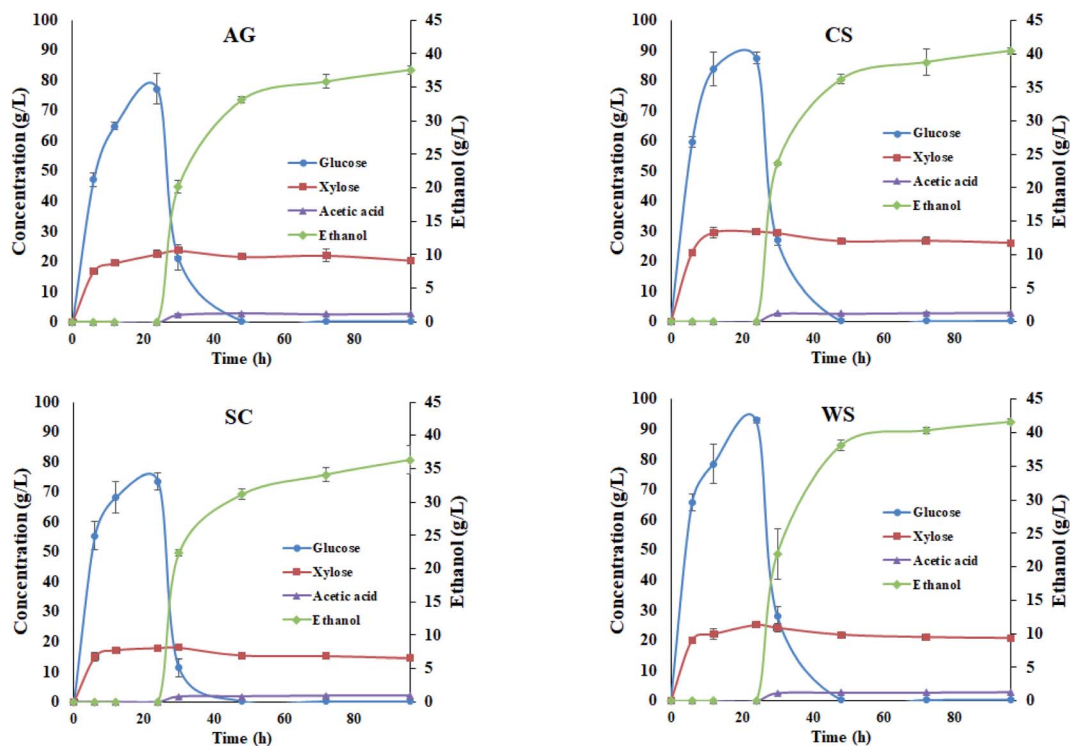 AG
Concentration (g/L)
100
90
80
70
60
50
40
30
20
10
0
45
40
35
30
25
20
15
10
5
0
Ethanol (g/L)
Glucose
Xylose
Acetic acid
Ethanol
0 20 40 60 80
Time (h)
CS
Concentration (g/L)
100
90
80
70
60
50
40
30
20
10
0
45
40
35
30
25
20
15
10
5
0
Ethanol (g/L)
Glucose
Xylose
Acetic acid
Ethanol
0 20 40 60 80
Time (h)
SC
Concentration (g/L)
100
90
80
70
60
50
40
30
20
10
0
45
40
35
30
25
20
15
10
5
0
Ethanol (g/L)
Glucose
Xylose
Acetic acid
Ethanol
0 20 40 60 80
Time (h)
WS
Concentration (g/L)
100
90
80
70
60
50
40
30
20
10
0
45
40
35
30
25
20
15
10
5
0
Ethanol (g/L)
Glucose
Xylose
Acetic acid
Ethanol
0 20 40 60 80
Time (h)